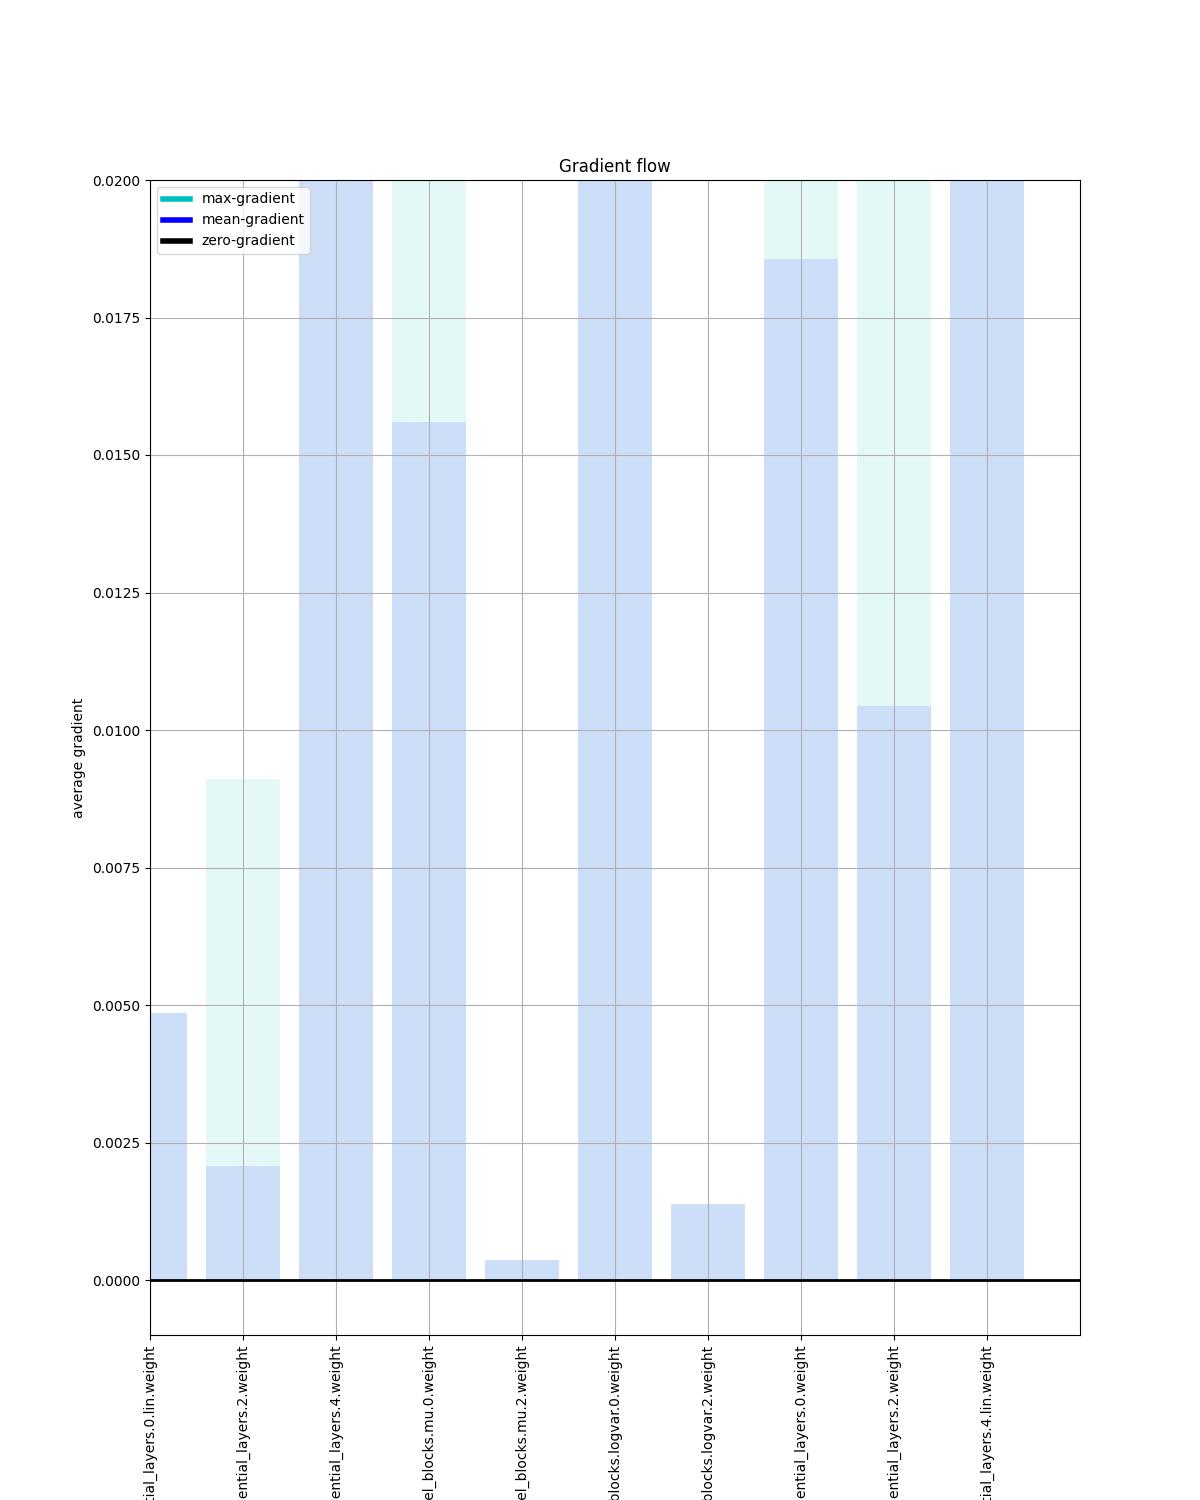 Gradient flow
max-gradient
mean-gradient
zero-gradient
0.0200
0.0175
0.0150
0.0125
0.0100
0.0075
0.0050
0.0025
0.0000
average gradient
tial_layers.0.lin.weight
ential_layers.2.weight
ential_layers.4.weight
el_blocks.mu.0.weight
el_blocks.mu.2.weight
blocks.logvar.0.weight
blocks.logvar.2.weight
ential_layers.0.weight
ential_layers.2.weight
tial_layers.4.lin.weight